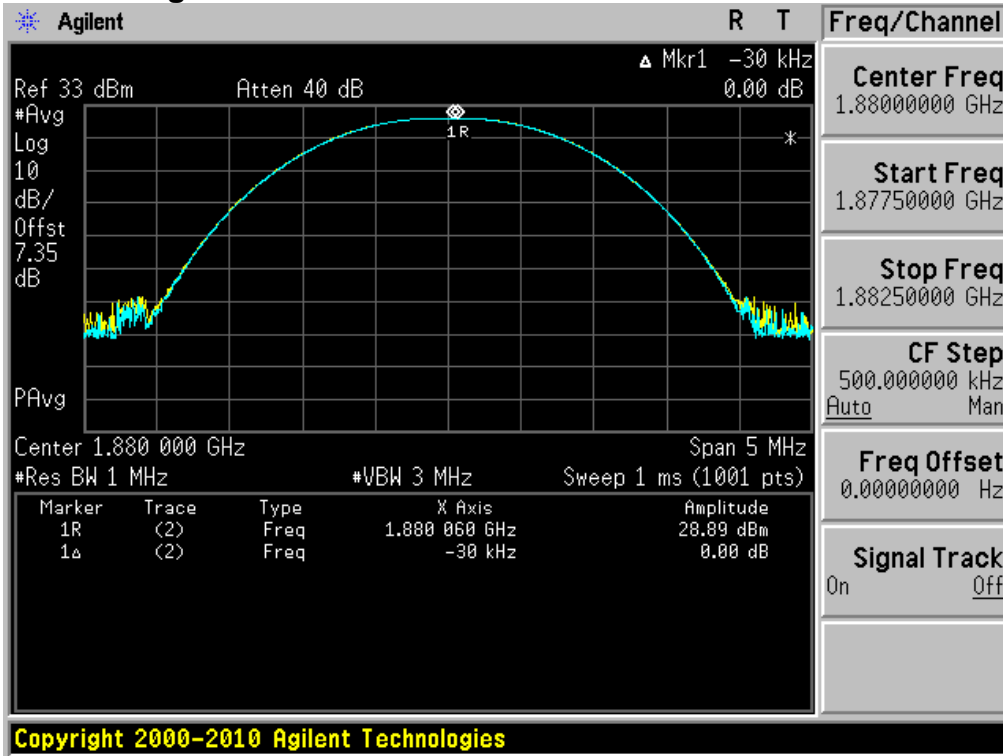 Agilent R T
Freq/Channel
Δ Mkr1 -30 kHz
Ref 33 dBm Atten 40 dB 0.00 dB
#Avg
Log
10
dB/
Offst
7.35
dB
PAvg
1R
*
Center 1.880 000 GHz Span 5 MHz
#Res BW 1 MHz #VBW 3 MHz Sweep 1 ms (1001 pts)
Marker Trace Type X Axis Amplitude
1R (2) Freq 1.880 060 GHz 28.89 dBm
1Δ (2) Freq -30 kHz 0.00 dB
Center Freq
1.88000000 GHz
Start Freq
1.87750000 GHz
Stop Freq
1.88250000 GHz
CF Step
500.000000 kHz
Auto Man
Freq Offset
0.00000000 Hz
Signal Track
On Off
Copyright 2000-2010 Agilent Technologies